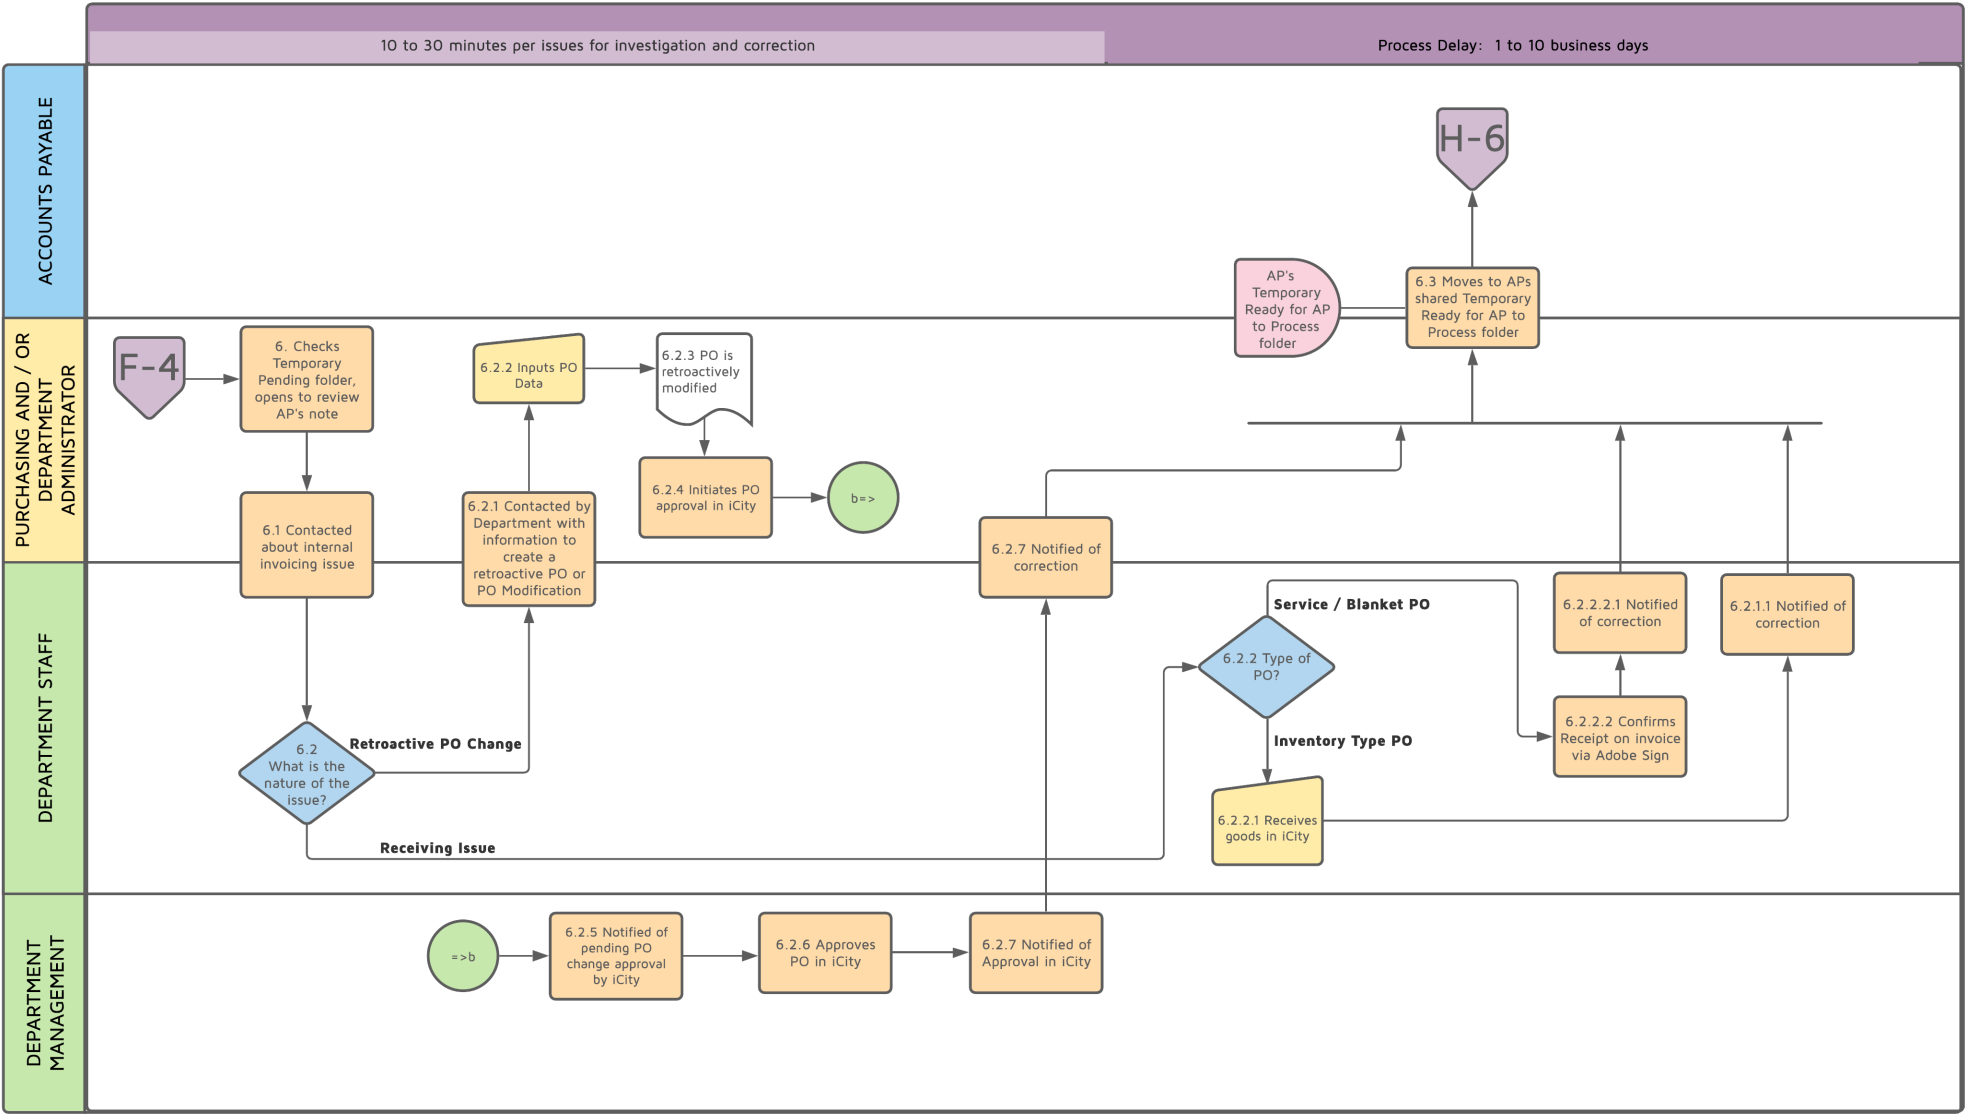 10 to 30 minutes per issues for investigation and correction
Process Delay: 1 to 10 business days
ACCOUNTS PAYABLE
H-6
AP's
Temporary
Ready for AP
to Process
folder
6.3 Moves to APs
shared Temporary
Ready for AP to
Process folder
PURCHASING AND / OR
DEPARTMENT
ADMINISTRATOR
F-4
6. Checks
Temporary
Pending folder,
opens to review
AP's note
6.2.2 Inputs PO
Data
6.2.3 PO is
retroactively
modified
6.2.4 Initiates PO
approval in iCity
b=>
6.1 Contacted
about internal
invoicing issue
6.2.1 Contacted by
Department with
information to
create a
retroactive PO or
PO Modification
6.2.7 Notified of
correction
DEPARTMENT STAFF
6.2
What is the
nature of the
issue?
Retroactive PO Change
Receiving Issue
Service / Blanket PO
6.2.2 Type of
PO?
Inventory Type PO
6.2.2.1 Receives
goods in iCity
6.2.2.2.1 Notified
of correction
6.2.2.2 Confirms
Receipt on invoice
via Adobe Sign
6.2.1.1 Notified of
correction
DEPARTMENT
MANAGEMENT
=>b
6.2.5 Notified of
pending PO
change approval
by iCity
6.2.6 Approves
PO in iCity
6.2.7 Notified of
Approval in iCity